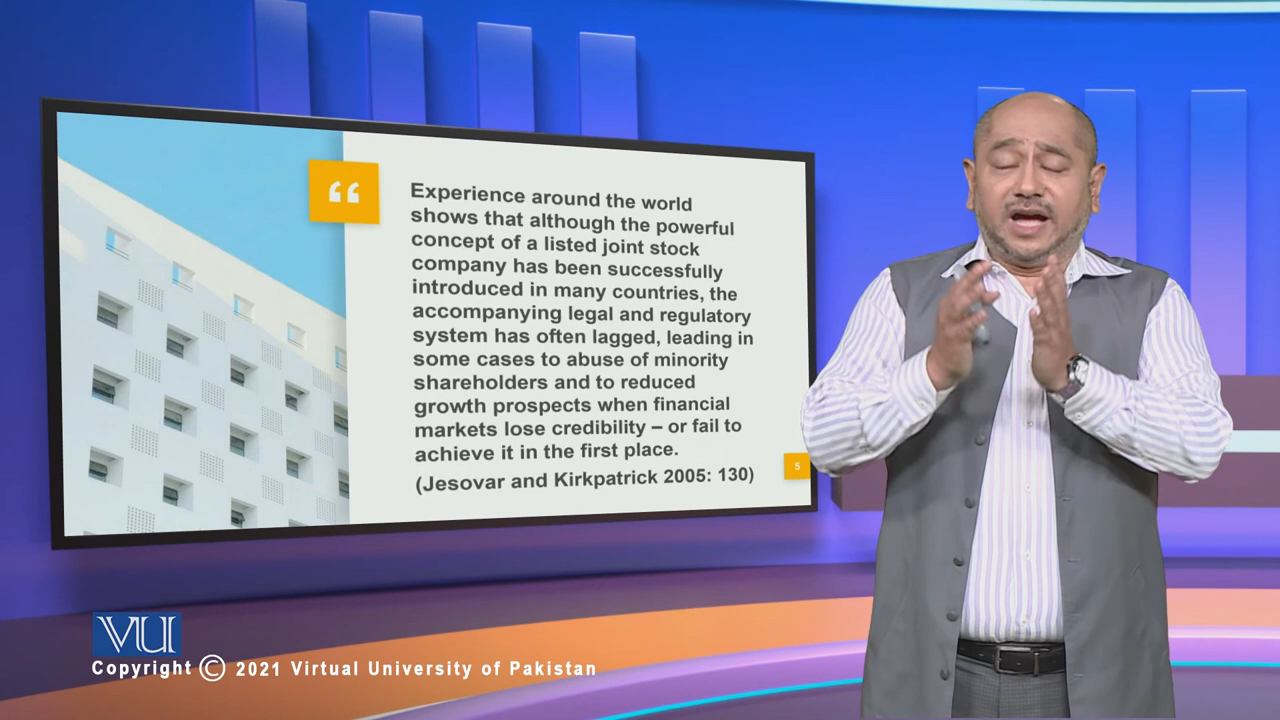 “
Experience around the world
shows that although the powerful
concept of a listed joint stock
company has been successfully
introduced in many countries, the
accompanying legal and regulatory
system has often lagged, leading in
some cases to abuse of minority
shareholders and to reduced
growth prospects when financial
markets lose credibility – or fail to
achieve it in the first place.
(Jesovar and Kirkpatrick 2005: 130)
5
VU
Copyright © 2021 Virtual University of Pakistan